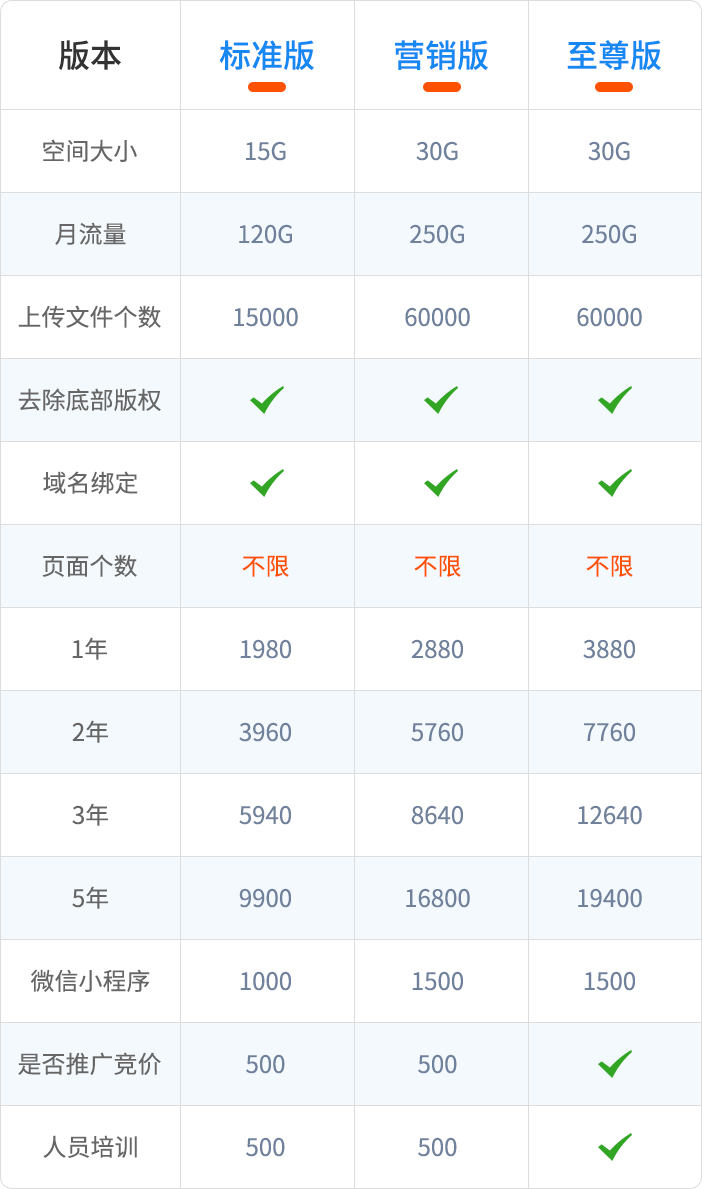 版本 标准版 营销版 至尊版
空间大小 15G 30G 30G
月流量 120G 250G 250G
上传文件个数 15000 60000 60000
去除底部版权
域名绑定
页面个数 不限 不限 不限
1年 1980 2880 3880
2年 3960 5760 7760
3年 5940 8640 12640
5年 9900 16800 19400
微信小程序 1000 1500 1500
是否推广竞价 500 500
人员培训 500 500